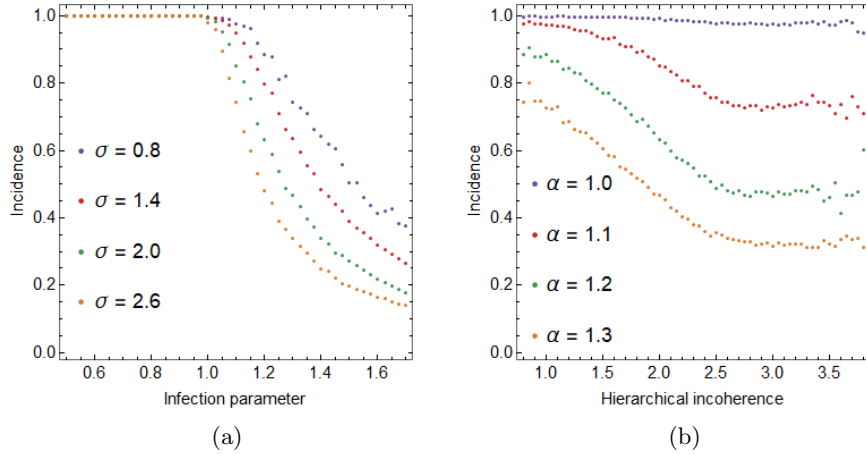 1.0
0.8
0.6
0.4
0.2
0.0
Incidence
σ = 0.8
σ = 1.4
σ = 2.0
σ = 2.6
0.6 0.8 1.0 1.2 1.4 1.6
Infection parameter
(a)
1.0
0.8
0.6
0.4
0.2
0.0
Incidence
α = 1.0
α = 1.1
α = 1.2
α = 1.3
1.0 1.5 2.0 2.5 3.0 3.5
Hierarchical incoherence
(b)